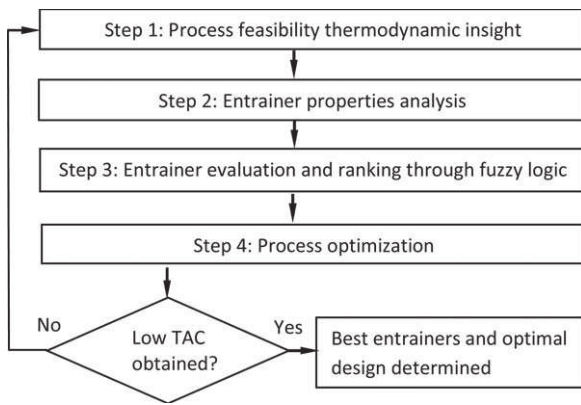 Step 1: Process feasibility thermodynamic insight
Step 2: Entrainer properties analysis
Step 3: Entrainer evaluation and ranking through fuzzy logic
Step 4: Process optimization
No
Low TAC
obtained?
Yes
Best entrainers and optimal
design determined